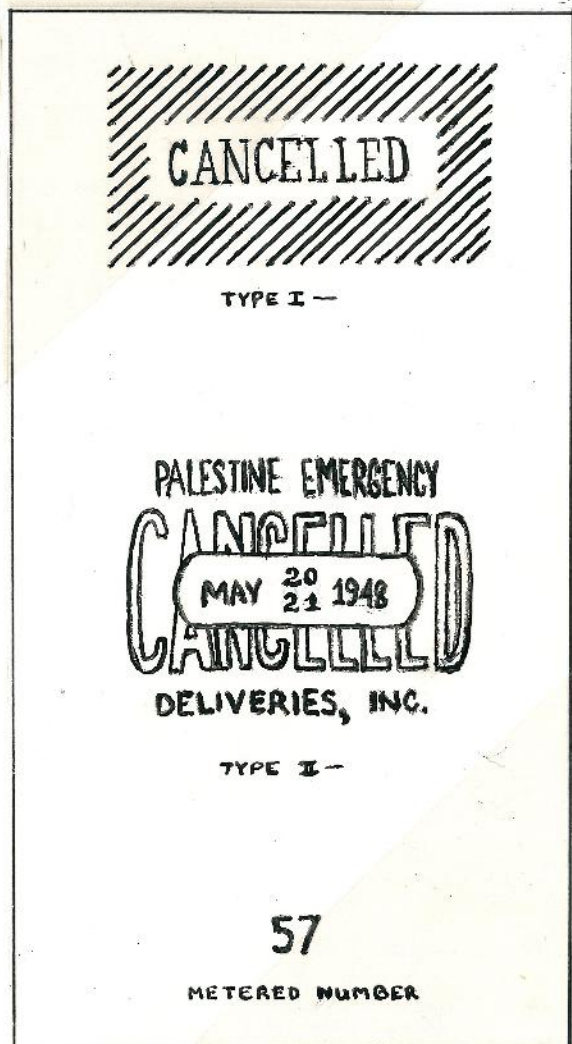 CANCELLED
TYPE I —
PALESTINE EMERGENCY
CANCELLED
MAY 20 1948
21
DELIVERIES, INC.
TYPE II —
57
METERED NUMBER